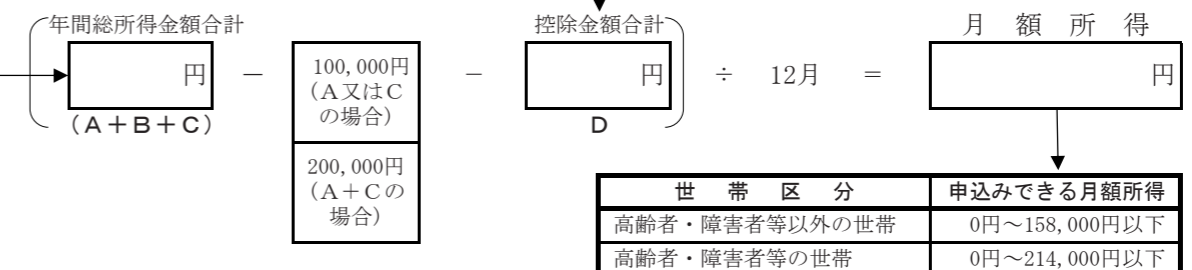 年間総所得金額合計
控除金額合計
月額所得
円 － 100,000円 － 円 ÷ 12月 ＝ 円
（A又はC
の場合）
（A＋B＋C）
D
200,000円
（A＋Cの
場合）
世帯区分 申込みできる月額所得
高齢者・障害者等以外の世帯 0円～158,000円以下
高齢者・障害者等の世帯 0円～214,000円以下